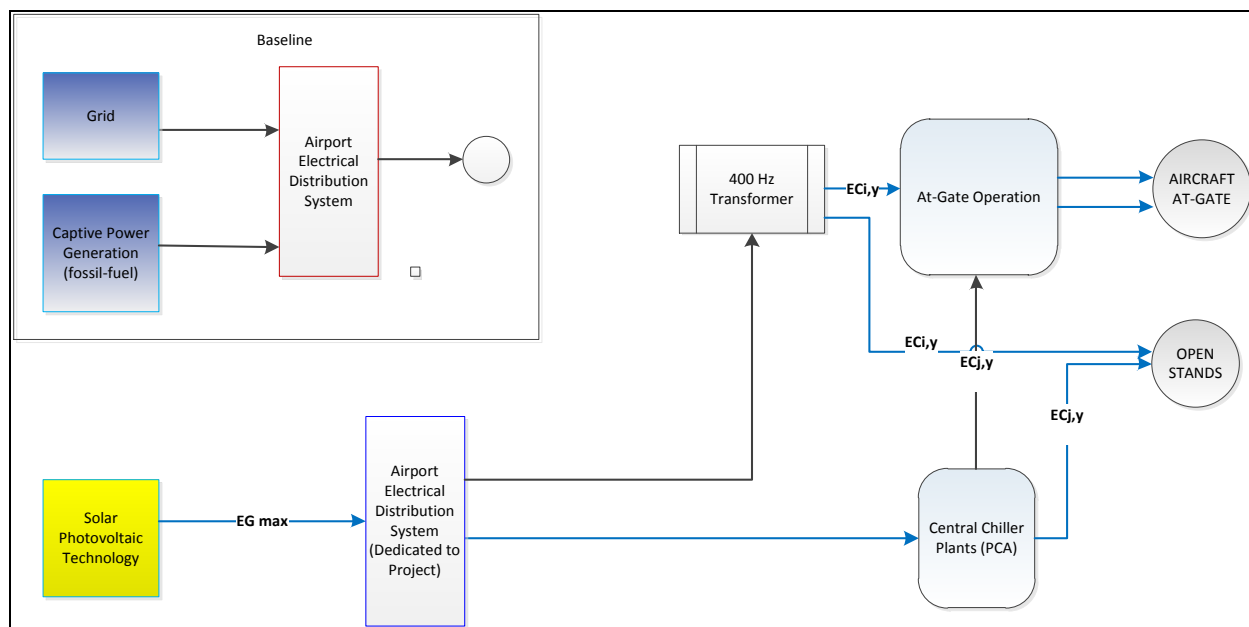 Baseline
Grid
Captive Power
Generation
(fossil-fuel)
Airport
Electrical
Distribution
System
400 Hz
Transformer
ECi,y
At-Gate Operation
AIRCRAFT
AT-GATE
ECi,y
ECj,y
OPEN
STANDS
ECj,y
Solar
Photovoltaic
Technology
EG max
Airport
Electrical
Distribution
System
(Dedicated to
Project)
Central Chiller
Plants (PCA)